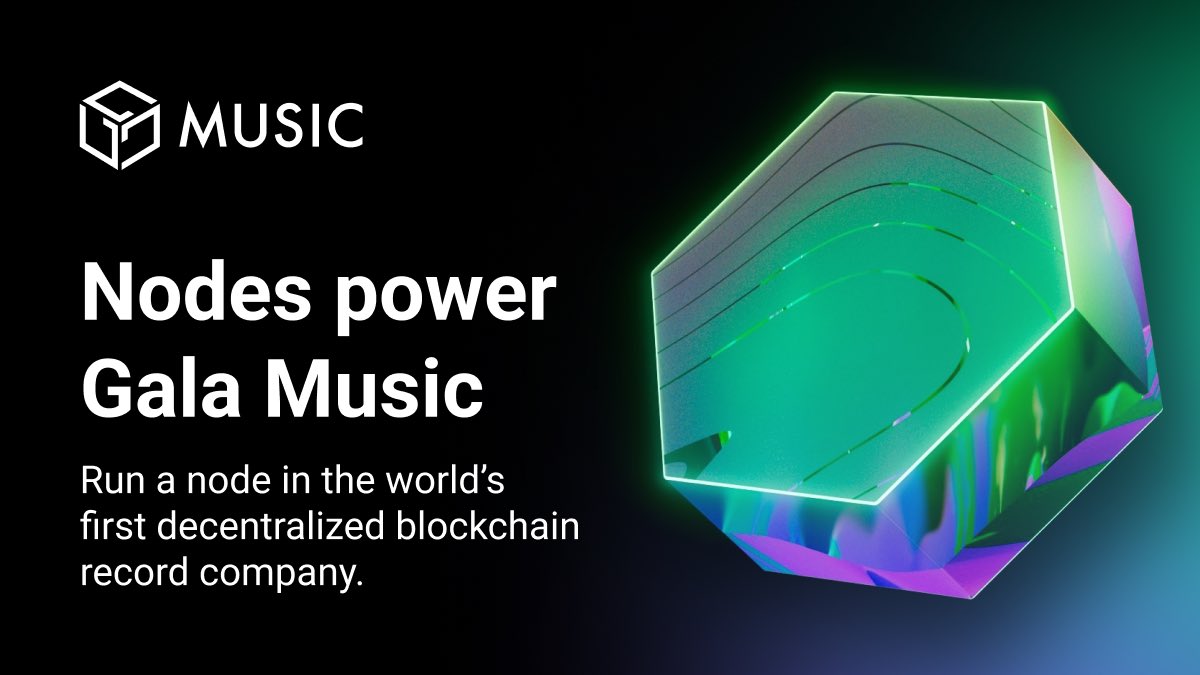 MUSIC
Nodes power
Gala Music
Run a node in the world’s
first decentralized blockchain
record company.